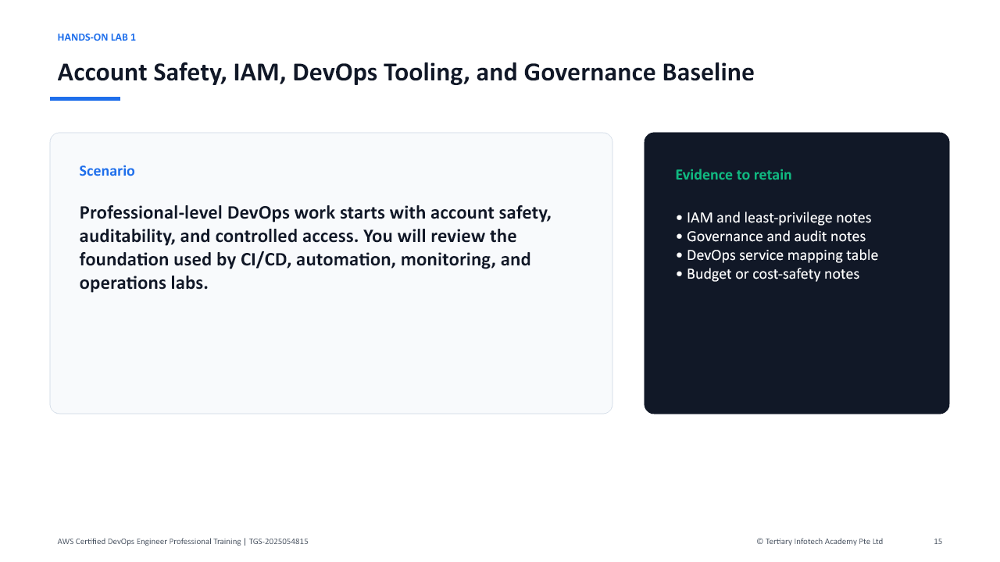 HANDS-ON LAB 1
Account Safety, IAM, DevOps Tooling, and Governance Baseline
Scenario
Professional-level DevOps work starts with account safety,
auditability, and controlled access. You will review the
foundation used by CI/CD, automation, monitoring, and
operations labs.
Evidence to retain
• IAM and least-privilege notes
• Governance and audit notes
• DevOps service mapping table
• Budget or cost-safety notes
AWS Certified DevOps Engineer Professional Training | TGS-2025054815
© Tertiary Infotech Academy Pte Ltd
15